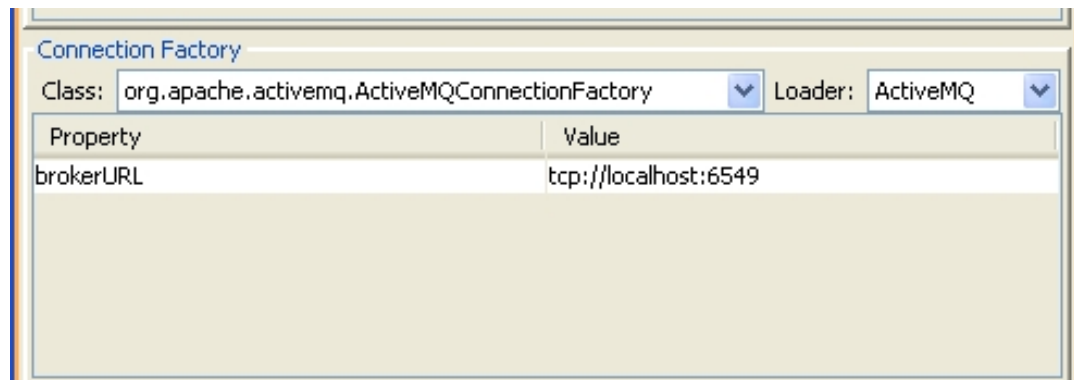 Connection Factory
Class: org.apache.activemq.ActiveMQConnectionFactory Loader: ActiveMQ
Property Value
brokerURL tcp://localhost:6549